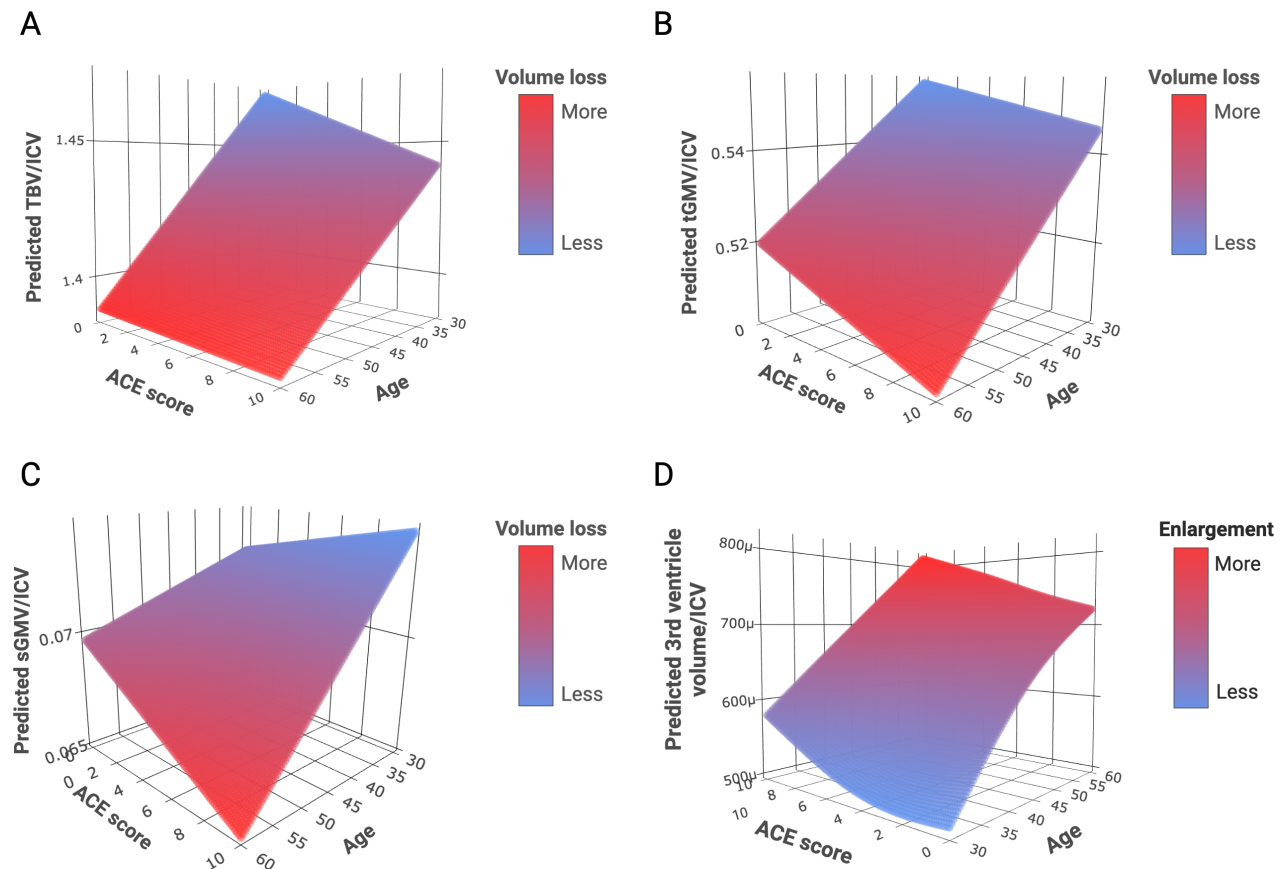 A
Volume loss
More
Less
Predicted TBV/ICV
1.45
1.4
0
2
4
6
8
10
ACE score
30
35
40
45
50
55
60
Age
B
Volume loss
More
Less
Predicted tGMV/ICV
0.54
0.52
0
2
4
6
8
10
ACE score
30
35
40
45
50
55
60
Age
C
Volume loss
More
Less
Predicted sGMV/ICV
0.07
0.065
0
0
2
4
6
8
10
ACE score
30
35
40
45
50
55
60
Age
D
Enlargement
More
Less
Predicted 3rd ventricle
volume/ICV
800μ
700μ
600μ
500μ
10
10
8
6
4
2
0
ACE score
60
55
50
45
40
35
30
Age